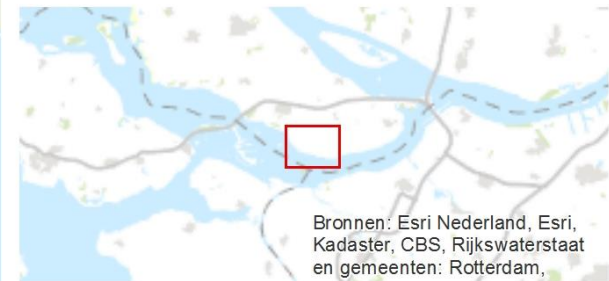 Bronnen: Esri Nederland, Esri,
Kadaster, CBS, Rijkswaterstaat
en gemeenten: Rotterdam,